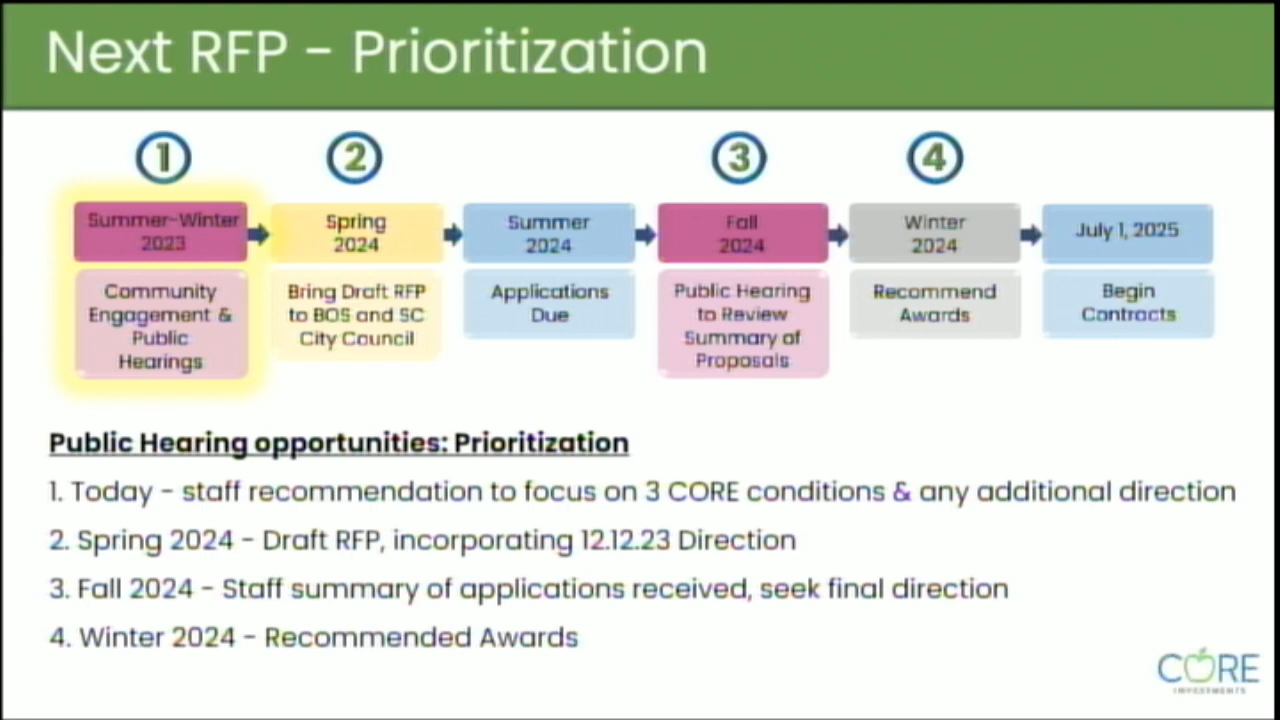 Next RFP - Prioritization
1
2
3
4
Summer-Winter
2023
Spring
2024
Summer
2024
Fall
2024
Winter
2024
July 1, 2025
Community
Engagement &
Public
Hearings
Bring Draft RFP
to BOS and SC
City Council
Applications
Due
Public Hearing
to Review
Summary of
Proposals
Recommend
Awards
Begin
Contracts
Public Hearing opportunities: Prioritization
1. Today - staff recommendation to focus on 3 CORE conditions & any additional direction
2. Spring 2024 - Draft RFP, incorporating 12.12.23 Direction
3. Fall 2024 - Staff summary of applications received, seek final direction
4. Winter 2024 - Recommended Awards
CORE
INVESTMENTS